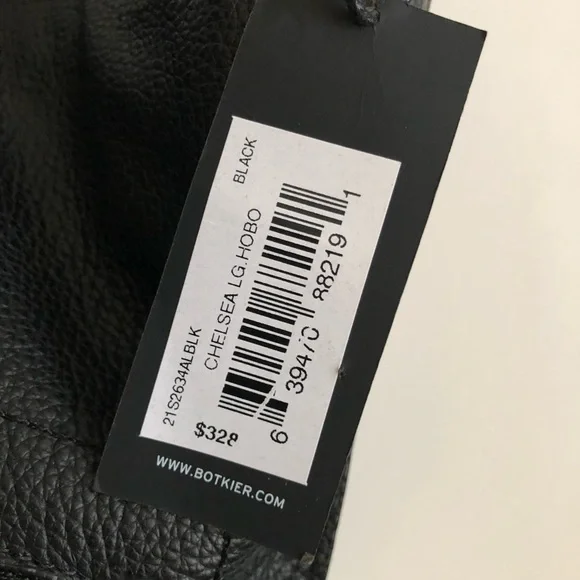 21S2634ALBLK BLACK
CHELSEA LG.HOBO
6 39470 88219 1
$328
WWW.BOTKIER.COM